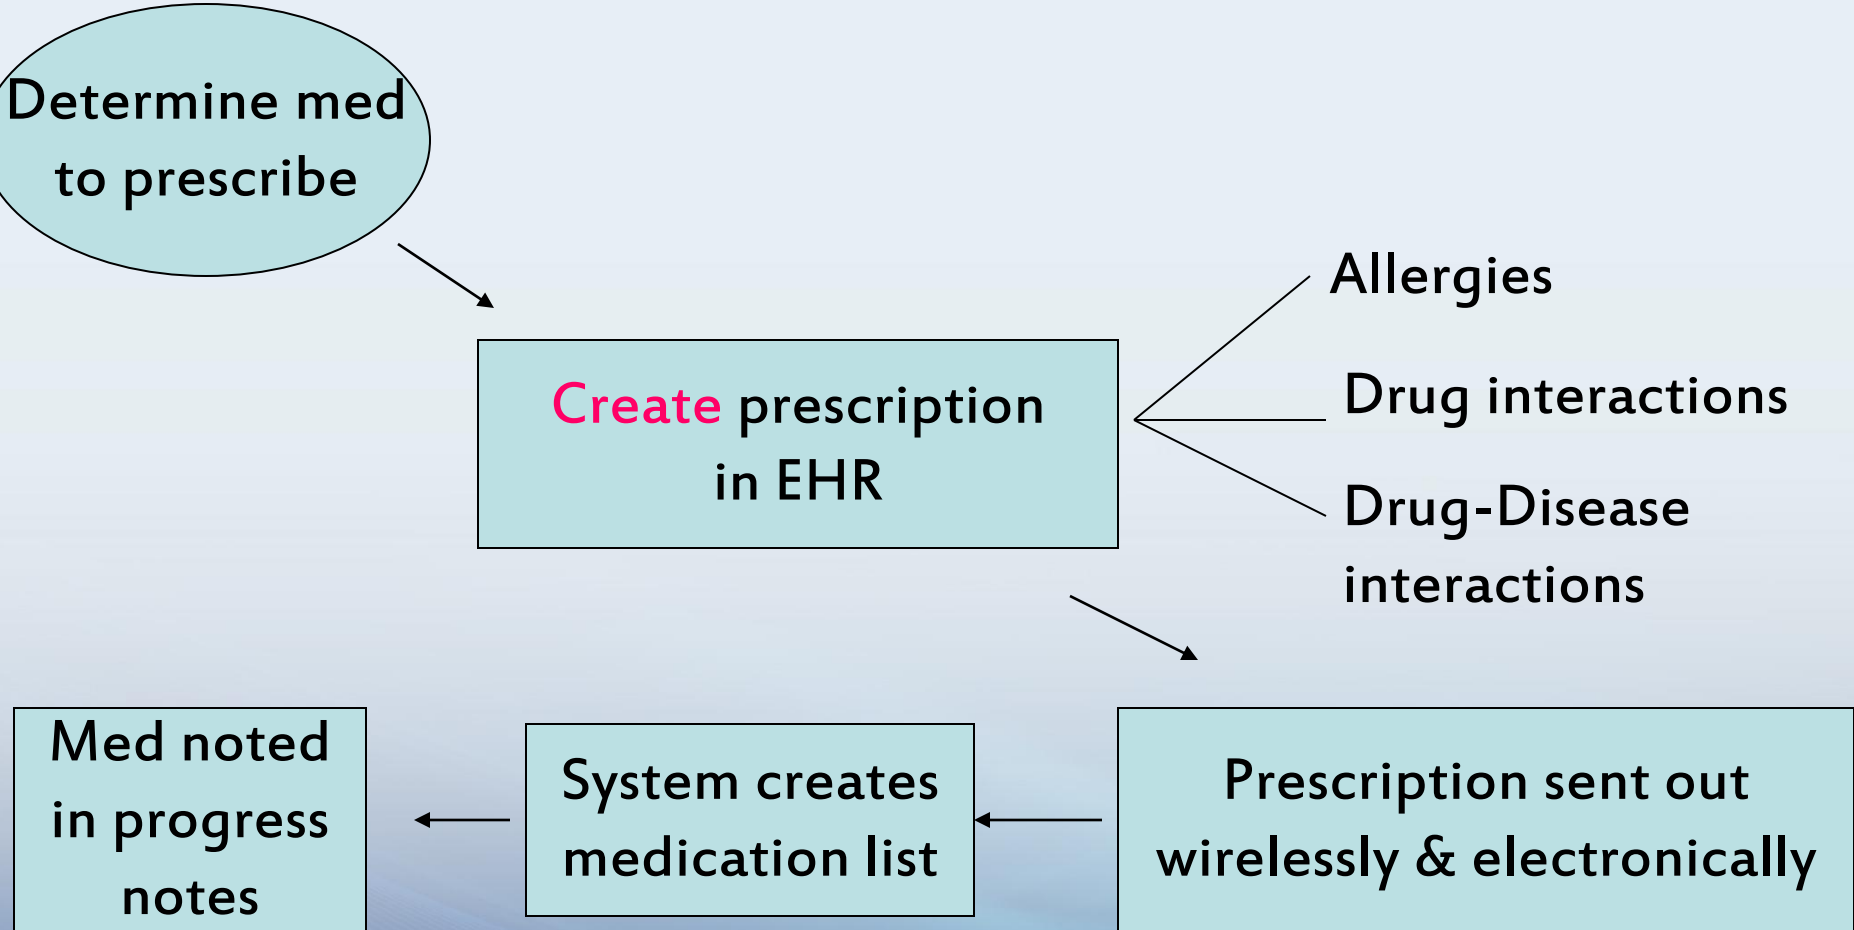 Determine med
to prescribe
Create prescription
in EHR
Allergies
Drug interactions
Drug-Disease
interactions
Med noted
in progress
notes
System creates
medication list
Prescription sent out
wirelessly & electronically